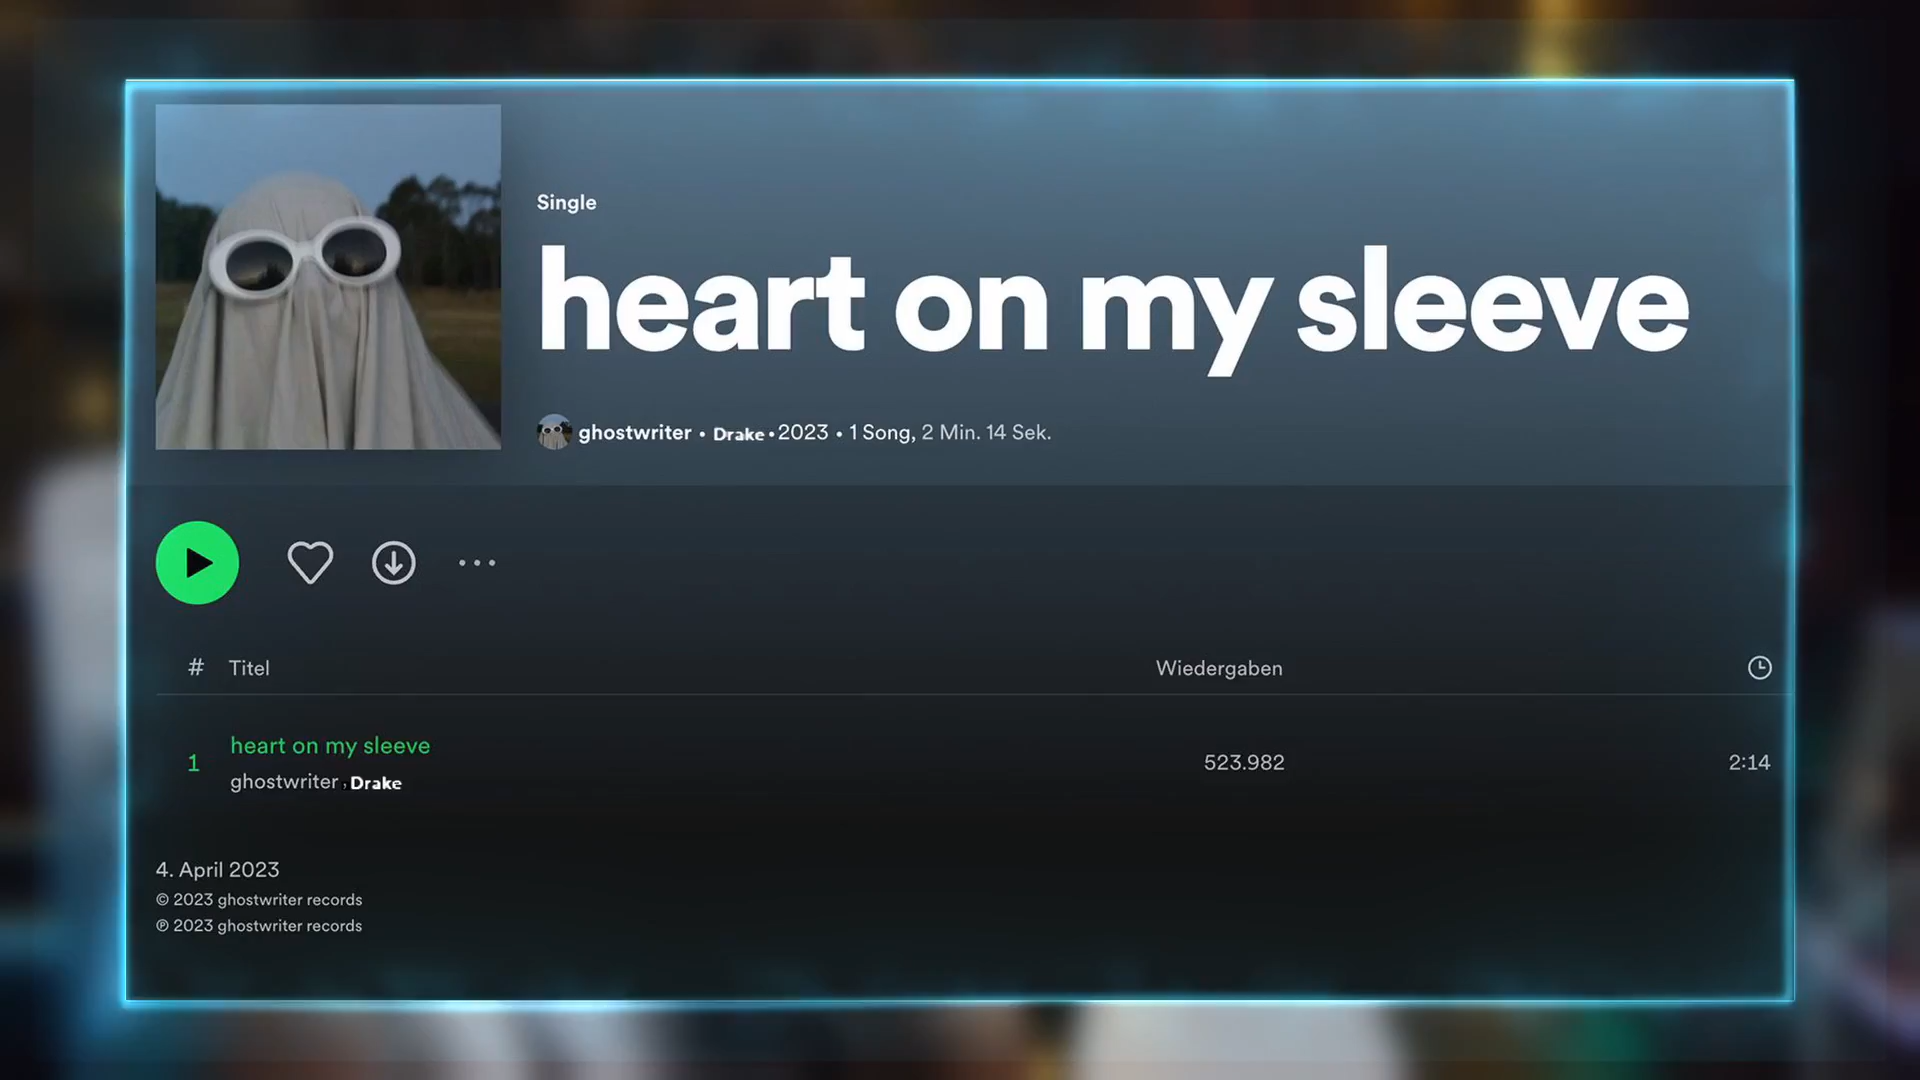 Single
heart on my sleeve
ghostwriter • Drake • 2023 • 1 Song, 2 Min. 14 Sek.
# Titel Wiedergaben
1 heart on my sleeve 523.982 2:14
ghostwriter , Drake
4. April 2023
© 2023 ghostwriter records
℗ 2023 ghostwriter records